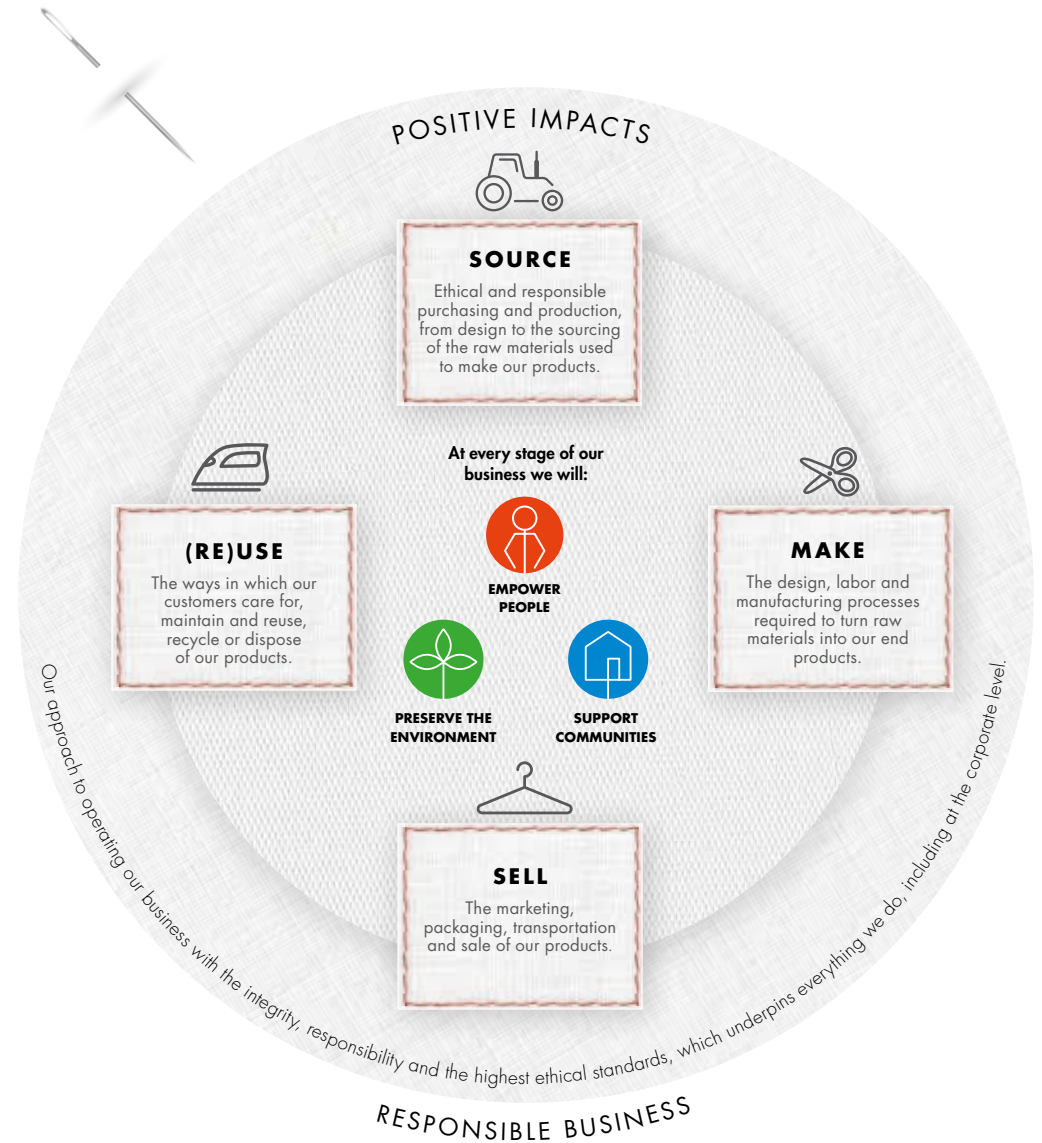 POSITIVE IMPACTS
SOURCE
Ethical and responsible
purchasing and production,
from design to the sourcing
of the raw materials used
to make our products.
At every stage of our
business we will:
EMPOWER
PEOPLE
PRESERVE THE
ENVIRONMENT
SUPPORT
COMMUNITIES
(RE)USE
The ways in which our
customers care for,
maintain and reuse,
recycle or dispose
of our products.
MAKE
The design, labor and
manufacturing processes
required to turn raw
materials into our end
products.
SELL
The marketing,
packaging, transportation
and sale of our products.
Our approach to operating our business with the integrity, responsibility and the highest ethical standards, which underpins everything we do, including at the corporate level.
RESPONSIBLE BUSINESS